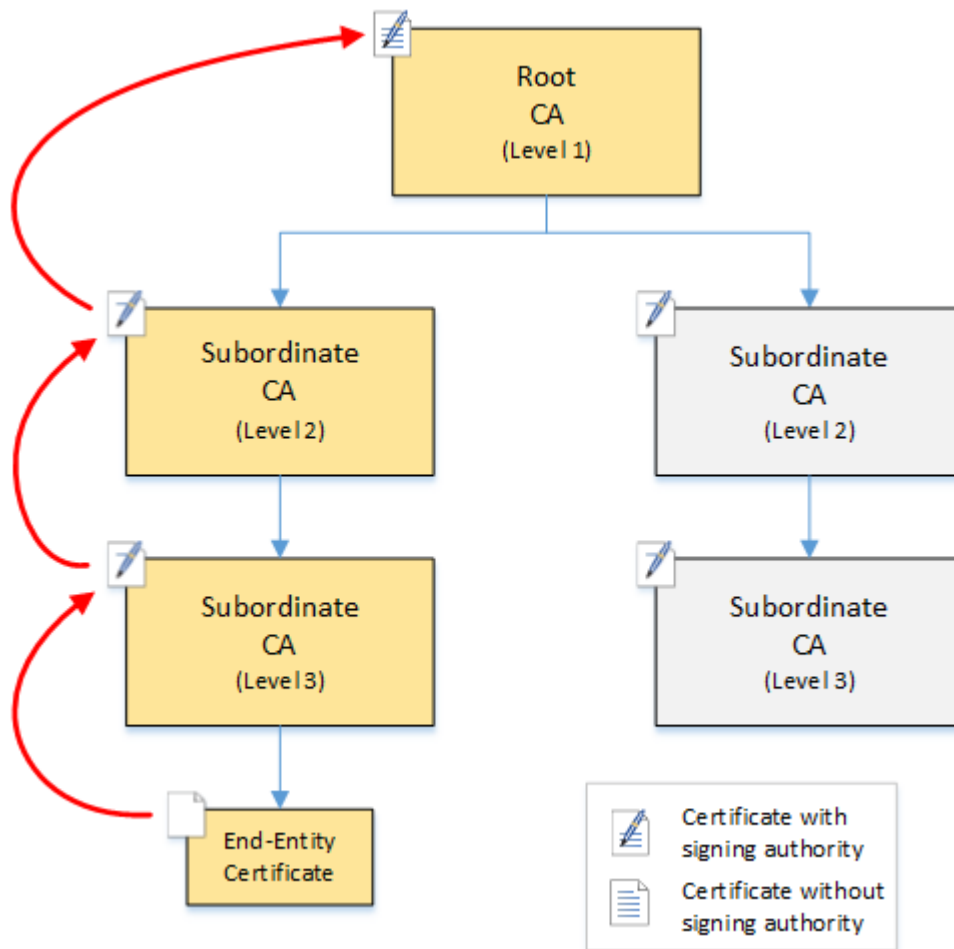 Root
CA
(Level 1)
Subordinate
CA
(Level 2)
Subordinate
CA
(Level 2)
Subordinate
CA
(Level 3)
Subordinate
CA
(Level 3)
End-Entity
Certificate
Certificate with
signing authority
Certificate without
signing authority